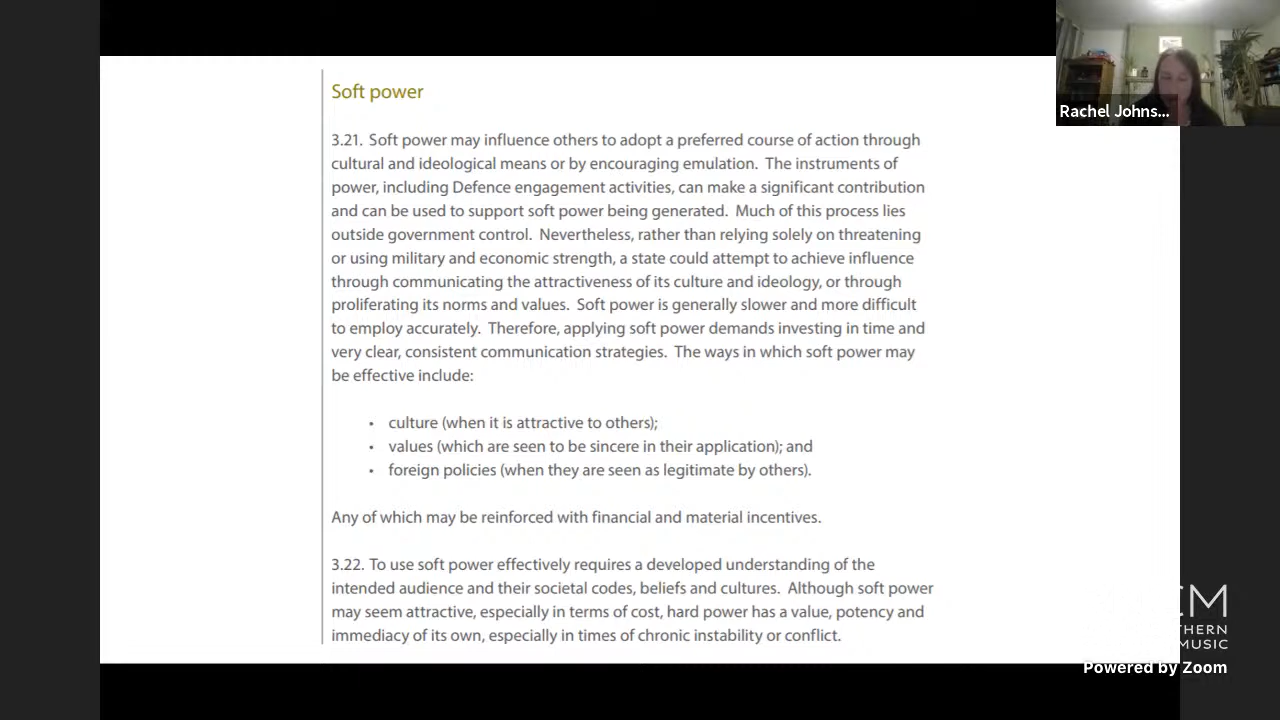 Soft power
3.21. Soft power may influence others to adopt a preferred course of action through
cultural and ideological means or by encouraging emulation. The instruments of
power, including Defence engagement activities, can make a significant contribution
and can be used to support soft power being generated. Much of this process lies
outside government control. Nevertheless, rather than relying solely on threatening
or using military and economic strength, a state could attempt to achieve influence
through communicating the attractiveness of its culture and ideology, or through
proliferating its norms and values. Soft power is generally slower and more difficult
to employ accurately. Therefore, applying soft power demands investing in time and
very clear, consistent communication strategies. The ways in which soft power may
be effective include:
• culture (when it is attractive to others);
• values (which are seen to be sincere in their application); and
• foreign policies (when they are seen as legitimate by others).
Any of which may be reinforced with financial and material incentives.
3.22. To use soft power effectively requires a developed understanding of the
intended audience and their societal codes, beliefs and cultures. Although soft power
may seem attractive, especially in terms of cost, hard power has a value, potency and
immediacy of its own, especially in times of chronic instability or conflict.
Rachel Johns...
CM
THERN
MUSIC
Powered by Zoom